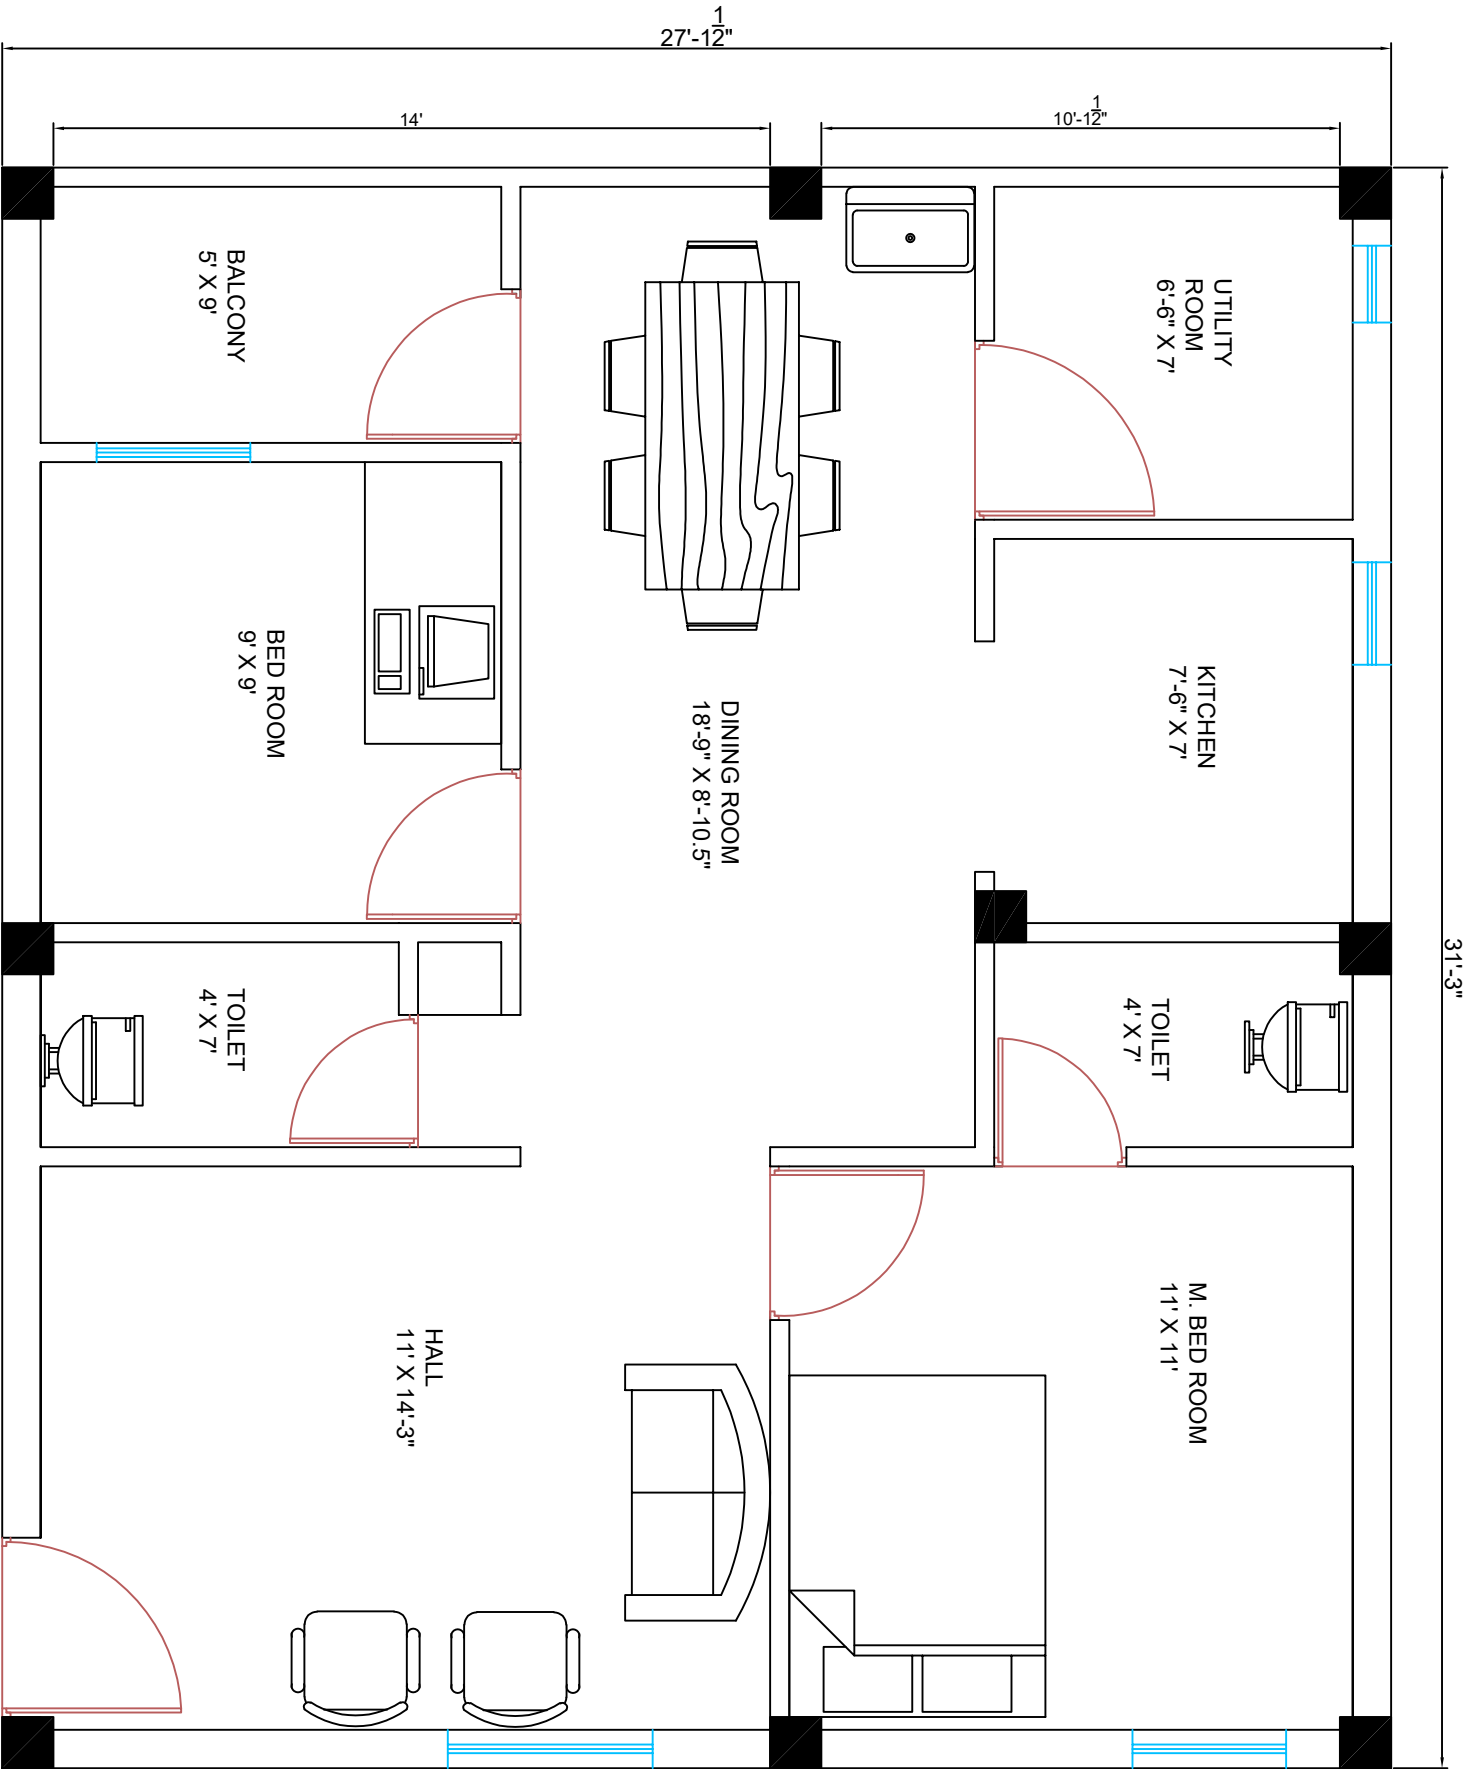 27'-1/12"
14'
10'-1/12"
31'-3"
BALCONY
5' X 9'
UTILITY
ROOM
6'-6" X 7'
BED ROOM
9' X 9'
DINING ROOM
18'-9" X 8'-10.5"
KITCHEN
7'-6" X 7'
TOILET
4' X 7'
TOILET
4' X 7'
HALL
11' X 14'-3"
M. BED ROOM
11' X 11'